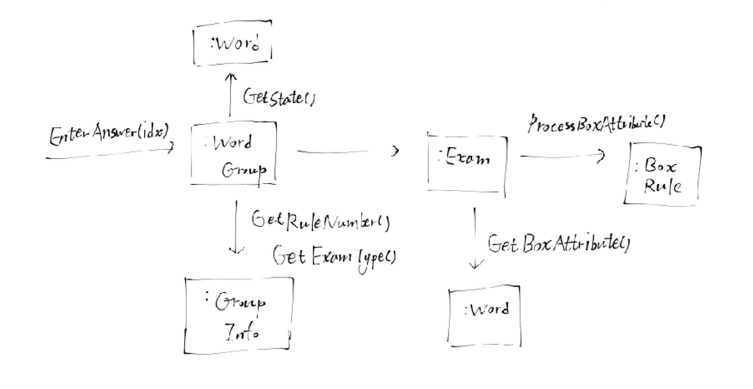 :Word
GetState()
EnterAnswer(idx)
:Word
Group
:Exam
ProcessBoxAttribute()
:Box
Rule
GetRuleNumber()
GetExamType()
GetBoxAttribute()
:Group
Info
:Word